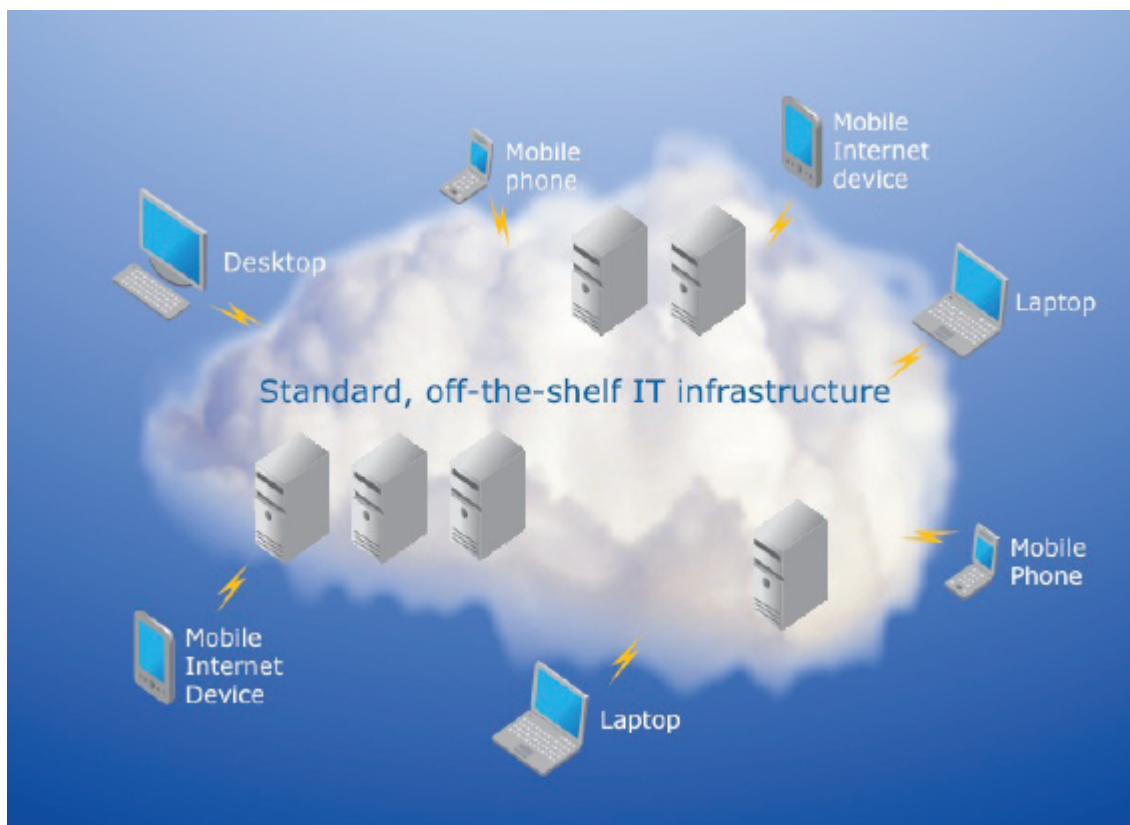 Mobile
Internet
device
Mobile
phone
Desktop
Laptop
Standard, off-the-shelf IT infrastructure
Mobile
Phone
Mobile
Internet
Device
Laptop